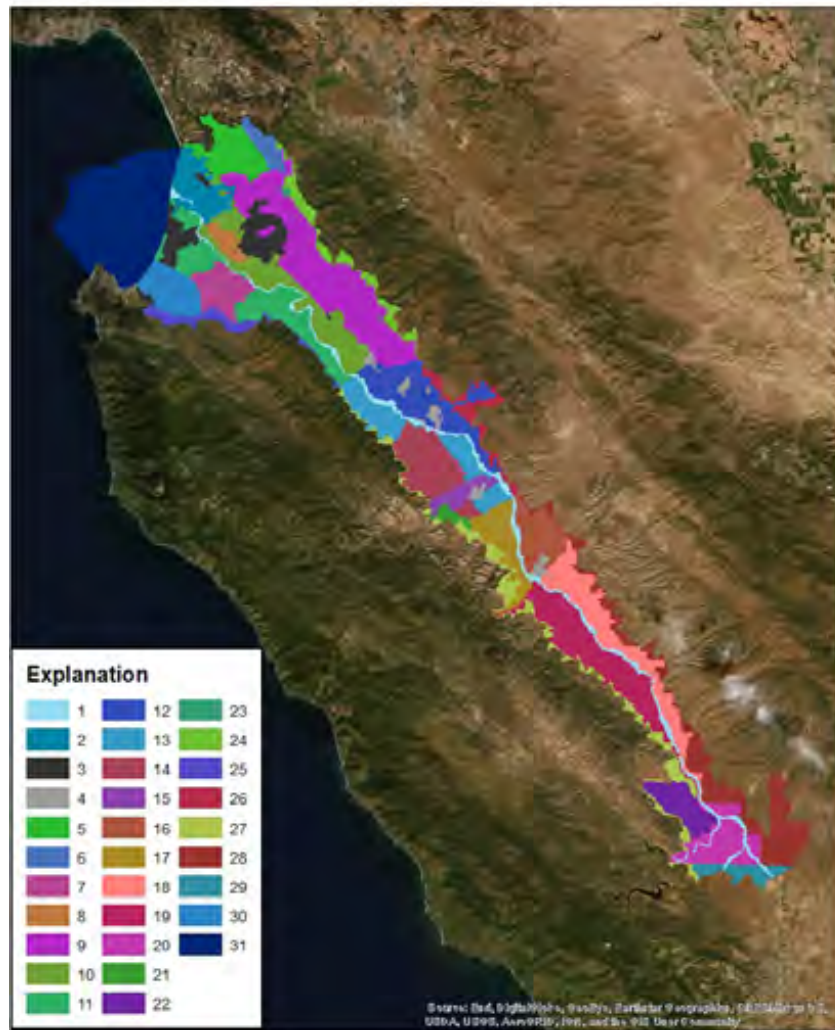 Explanation
1 12 23
2 13 24
3 14 25
4 15 26
5 16 27
6 17 28
7 18 29
8 19 30
9 20 31
10 21
11 22
Source: Esri, DigitalGlobe, GeoEye, Earthstar Geographics,
USDA, USGS, AeroGRID, IGN, and the GIS User Community